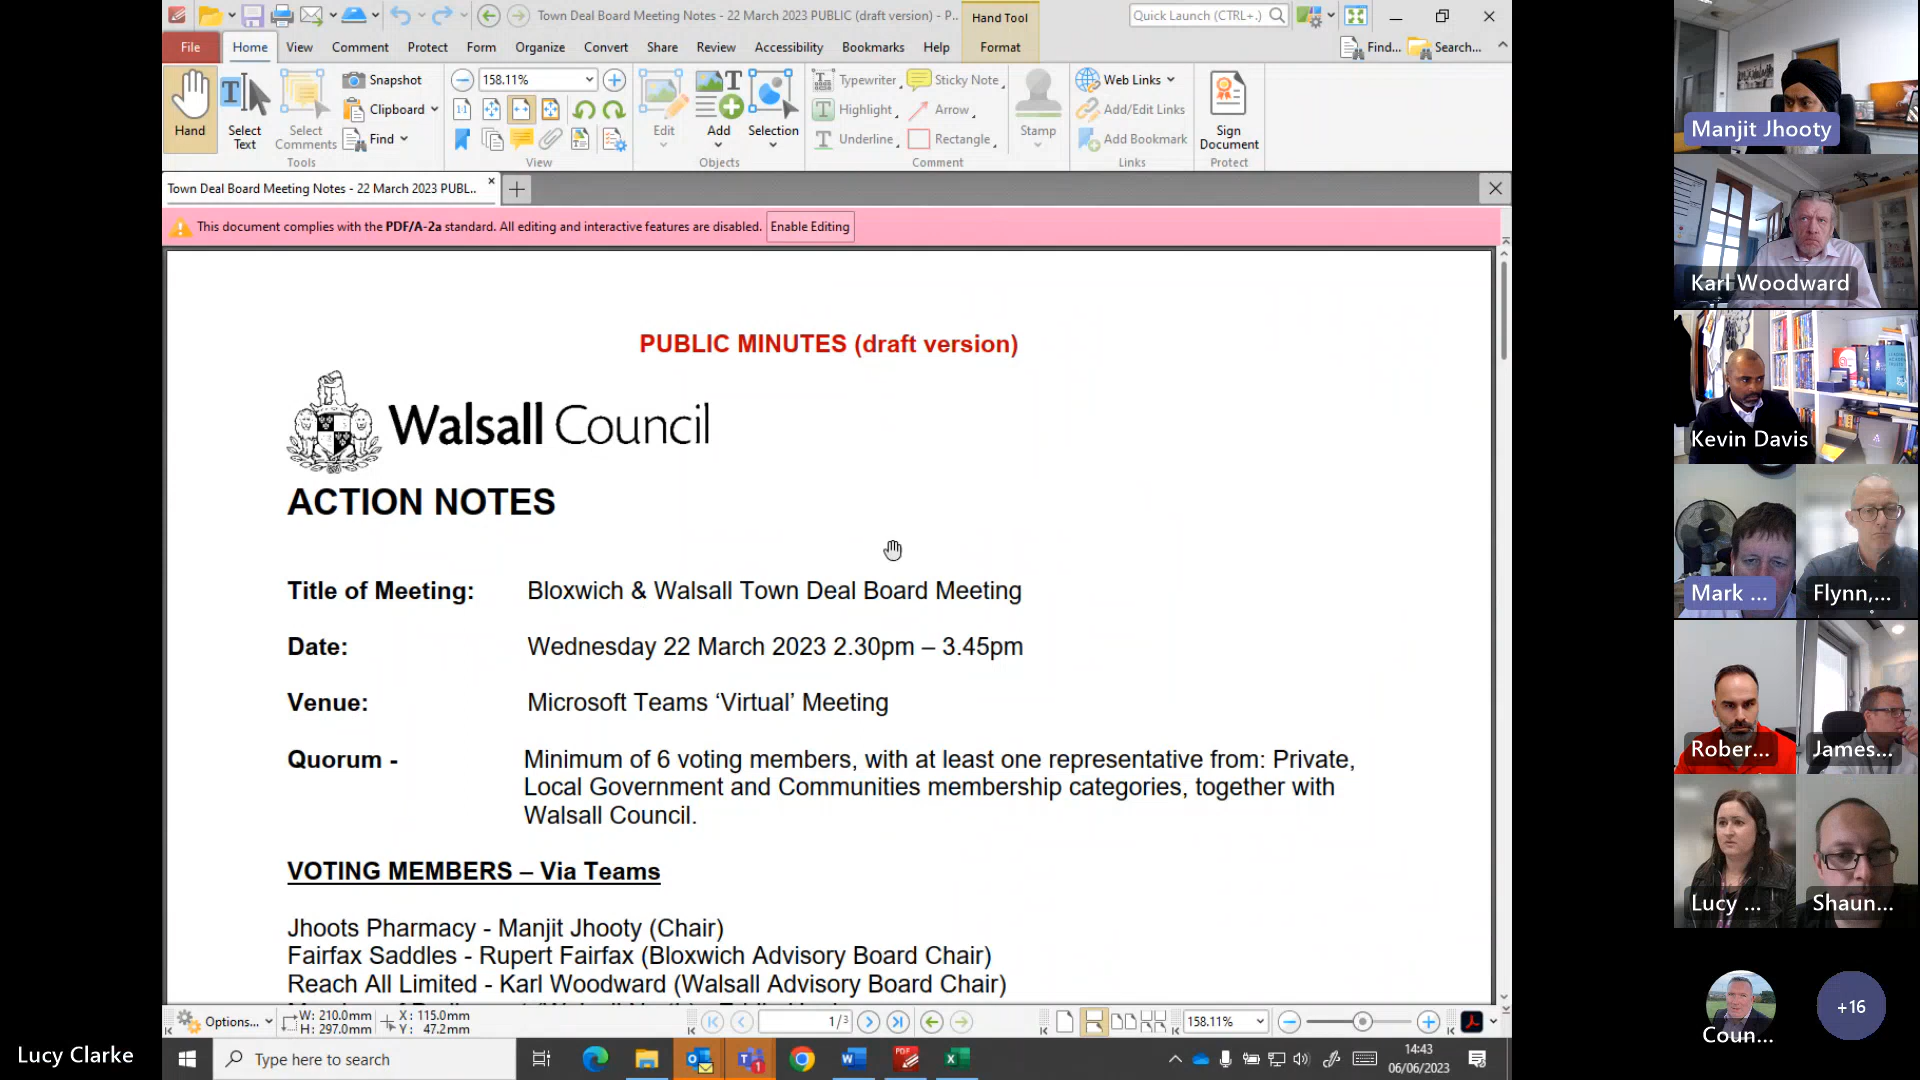 Town Deal Board Meeting Notes - 22 March 2023 PUBLIC (draft version) - P..
Hand Tool
Quick Launch (CTRL+.)
File
Home
View
Comment
Protect
Form
Organize
Convert
Share
Review
Accessibility
Bookmarks
Help
Format
Find...
Search...
Hand
Select Text
Select Comments
Snapshot
Clipboard
Find
Tools
158.11%
View
Edit
Add
Selection
Objects
Typewriter
Highlight
Underline
Sticky Note
Arrow
Rectangle
Stamp
Comment
Web Links
Add/Edit Links
Add Bookmark
Links
Sign Document
Protect
Town Deal Board Meeting Notes - 22 March 2023 PUBL..
This document complies with the PDF/A-2a standard. All editing and interactive features are disabled.
Enable Editing
PUBLIC MINUTES (draft version)
Walsall Council
ACTION NOTES
Title of Meeting: Bloxwich & Walsall Town Deal Board Meeting
Date: Wednesday 22 March 2023 2.30pm – 3.45pm
Venue: Microsoft Teams ‘Virtual’ Meeting
Quorum - Minimum of 6 voting members, with at least one representative from: Private,
Local Government and Communities membership categories, together with
Walsall Council.
VOTING MEMBERS – Via Teams
Jhoots Pharmacy - Manjit Jhooty (Chair)
Fairfax Saddles - Rupert Fairfax (Bloxwich Advisory Board Chair)
Reach All Limited - Karl Woodward (Walsall Advisory Board Chair)
Options...
W: 210.0mm
H: 297.0mm
X: 115.0mm
Y: 47.2mm
1/3
158.11%
Type here to search
14:43
06/06/2023
Lucy Clarke
Manjit Jhooty
Karl Woodward
Kevin Davis
Mark ...
Flynn,...
Rober...
James...
Lucy ...
Shaun...
Coun...
+16